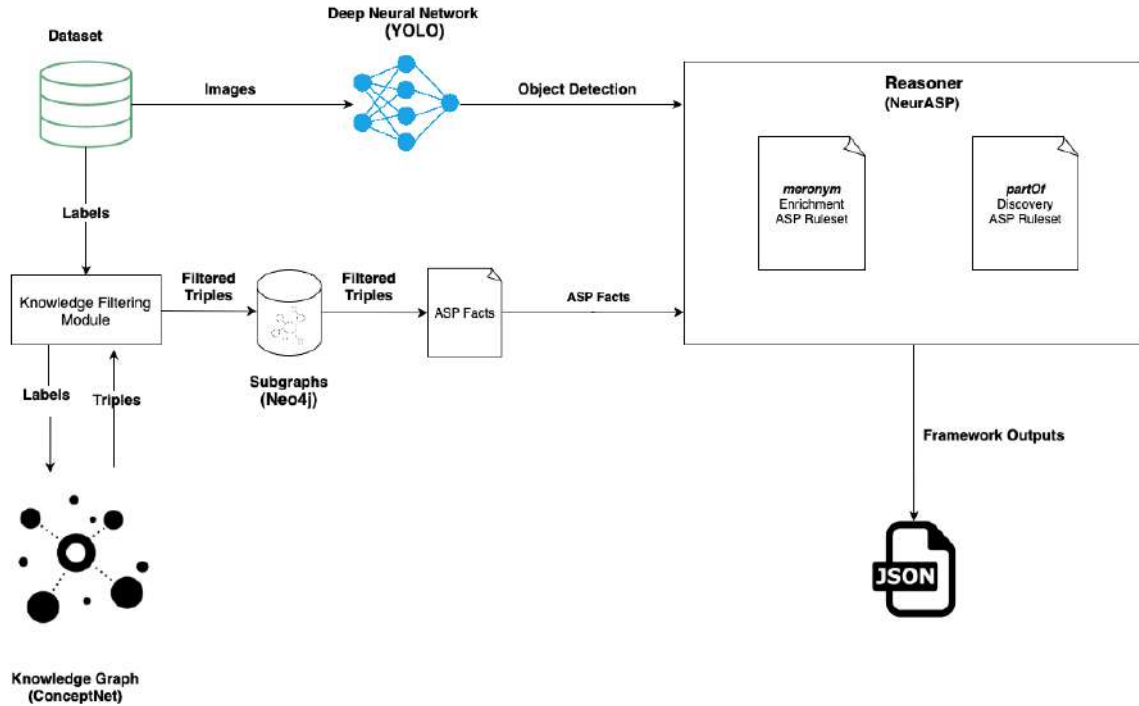 Deep Neural Network
(YOLO)
Dataset
Images
Object Detection
Reasoner
(NeurASP)
meronym
Enrichment
ASP Ruleset
partOf
Discovery
ASP Ruleset
Labels
Knowledge Filtering
Module
Filtered
Triples
Filtered
Triples
ASP Facts
ASP Facts
Subgraphs
(Neo4j)
Labels
Triples
Framework Outputs
JSON
Knowledge Graph
(ConceptNet)